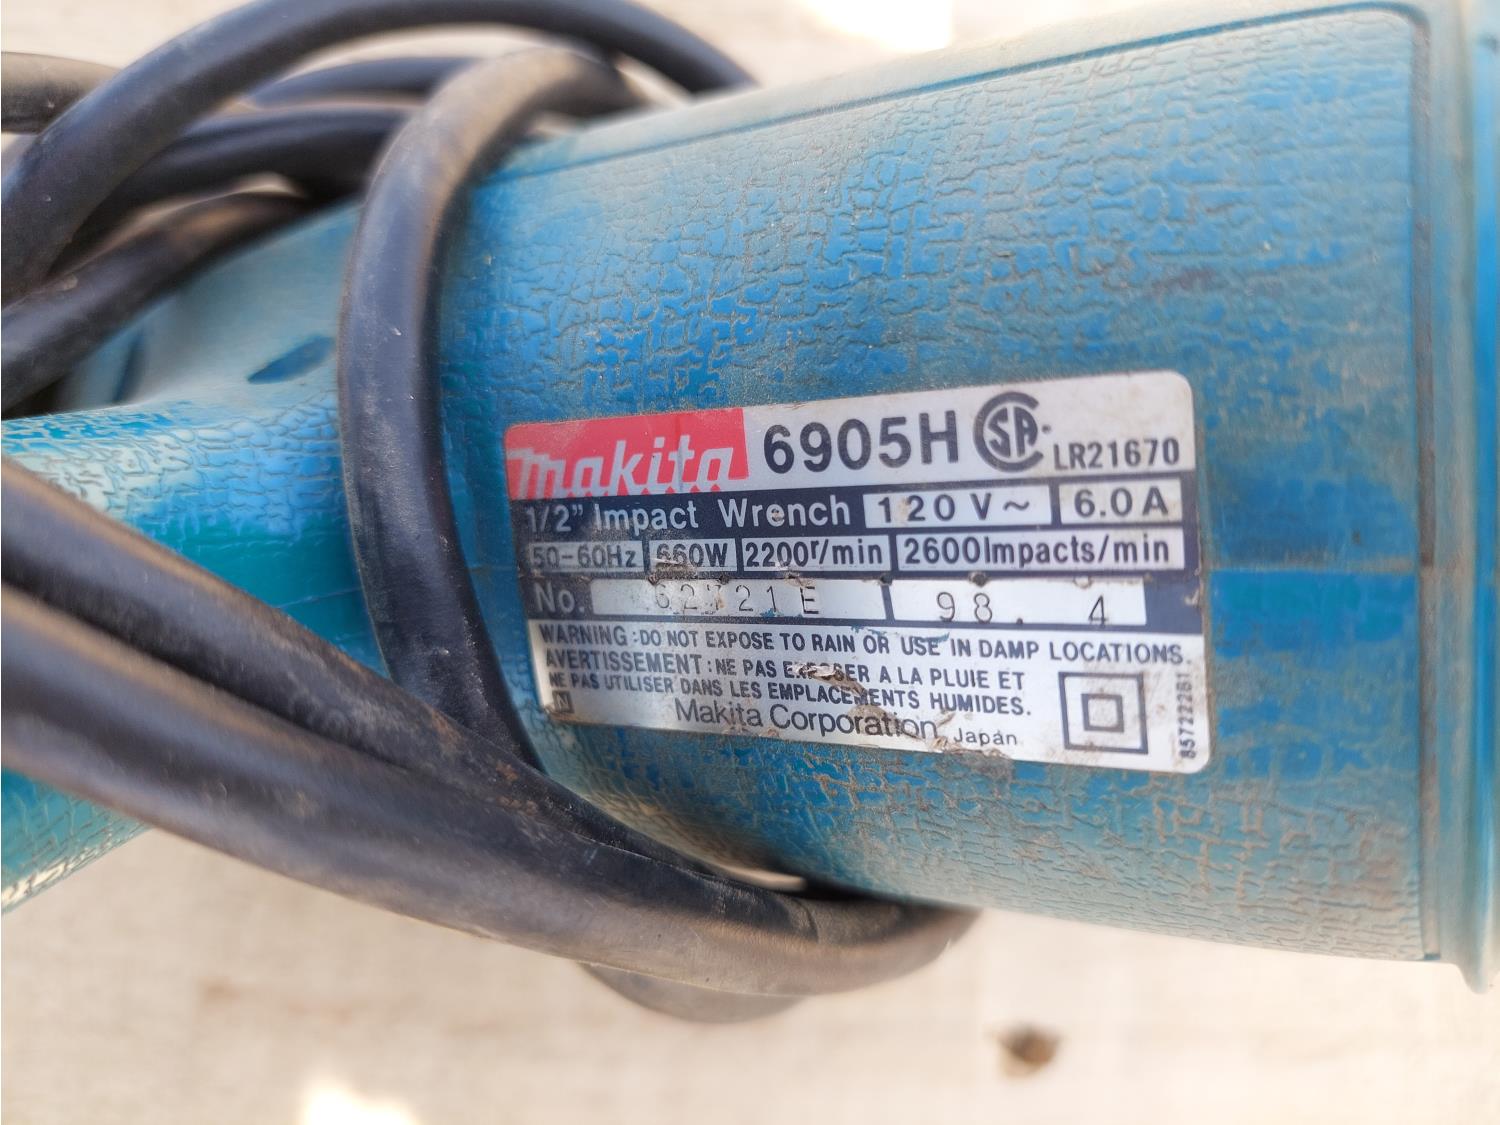 makita 6905H SA LR21670
1/2" Impact Wrench 120V~ 6.0A
50-60Hz 660W 2200r/min 2600Impacts/min
No. 98. 4
WARNING:DO NOT EXPOSE TO RAIN OR USE IN DAMP LOCATIONS.
AVERTISSEMENT:NE PAS EXPOSER A LA PLUIE ET
NE PAS UTILISER DANS LES EMPLACEMENTS HUMIDES.
N Makita Corporation Japan
85722261